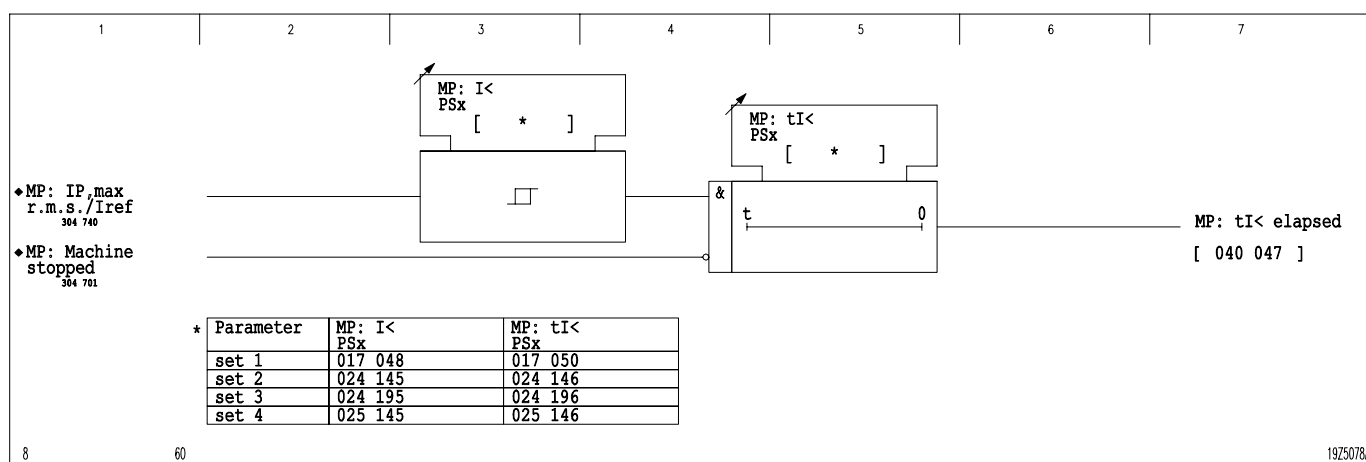 1 2 3 4 5 6 7
MP: I<
PSx
[ * ]
MP: tI<
PSx
[ * ]
◆MP: IP,max
r.m.s./Iref
304 740
&
t 0
MP: tI< elapsed
[ 040 047 ]
◆MP: Machine
stopped
304 701
* Parameter MP: I< PSx MP: tI< PSx
set 1 017 048 017 050
set 2 024 145 024 146
set 3 024 195 024 196
set 4 025 145 025 146
8 60 19Z5078